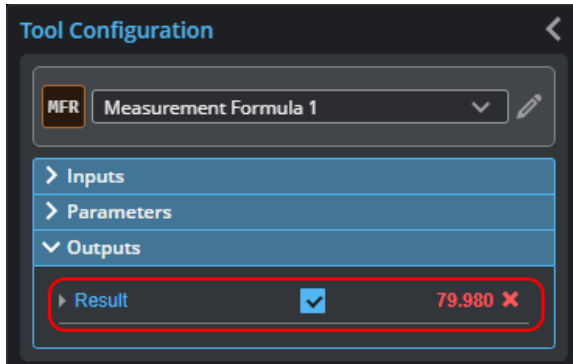 Tool Configuration
MFR Measurement Formula 1
Inputs
Parameters
Outputs
Result 79.980